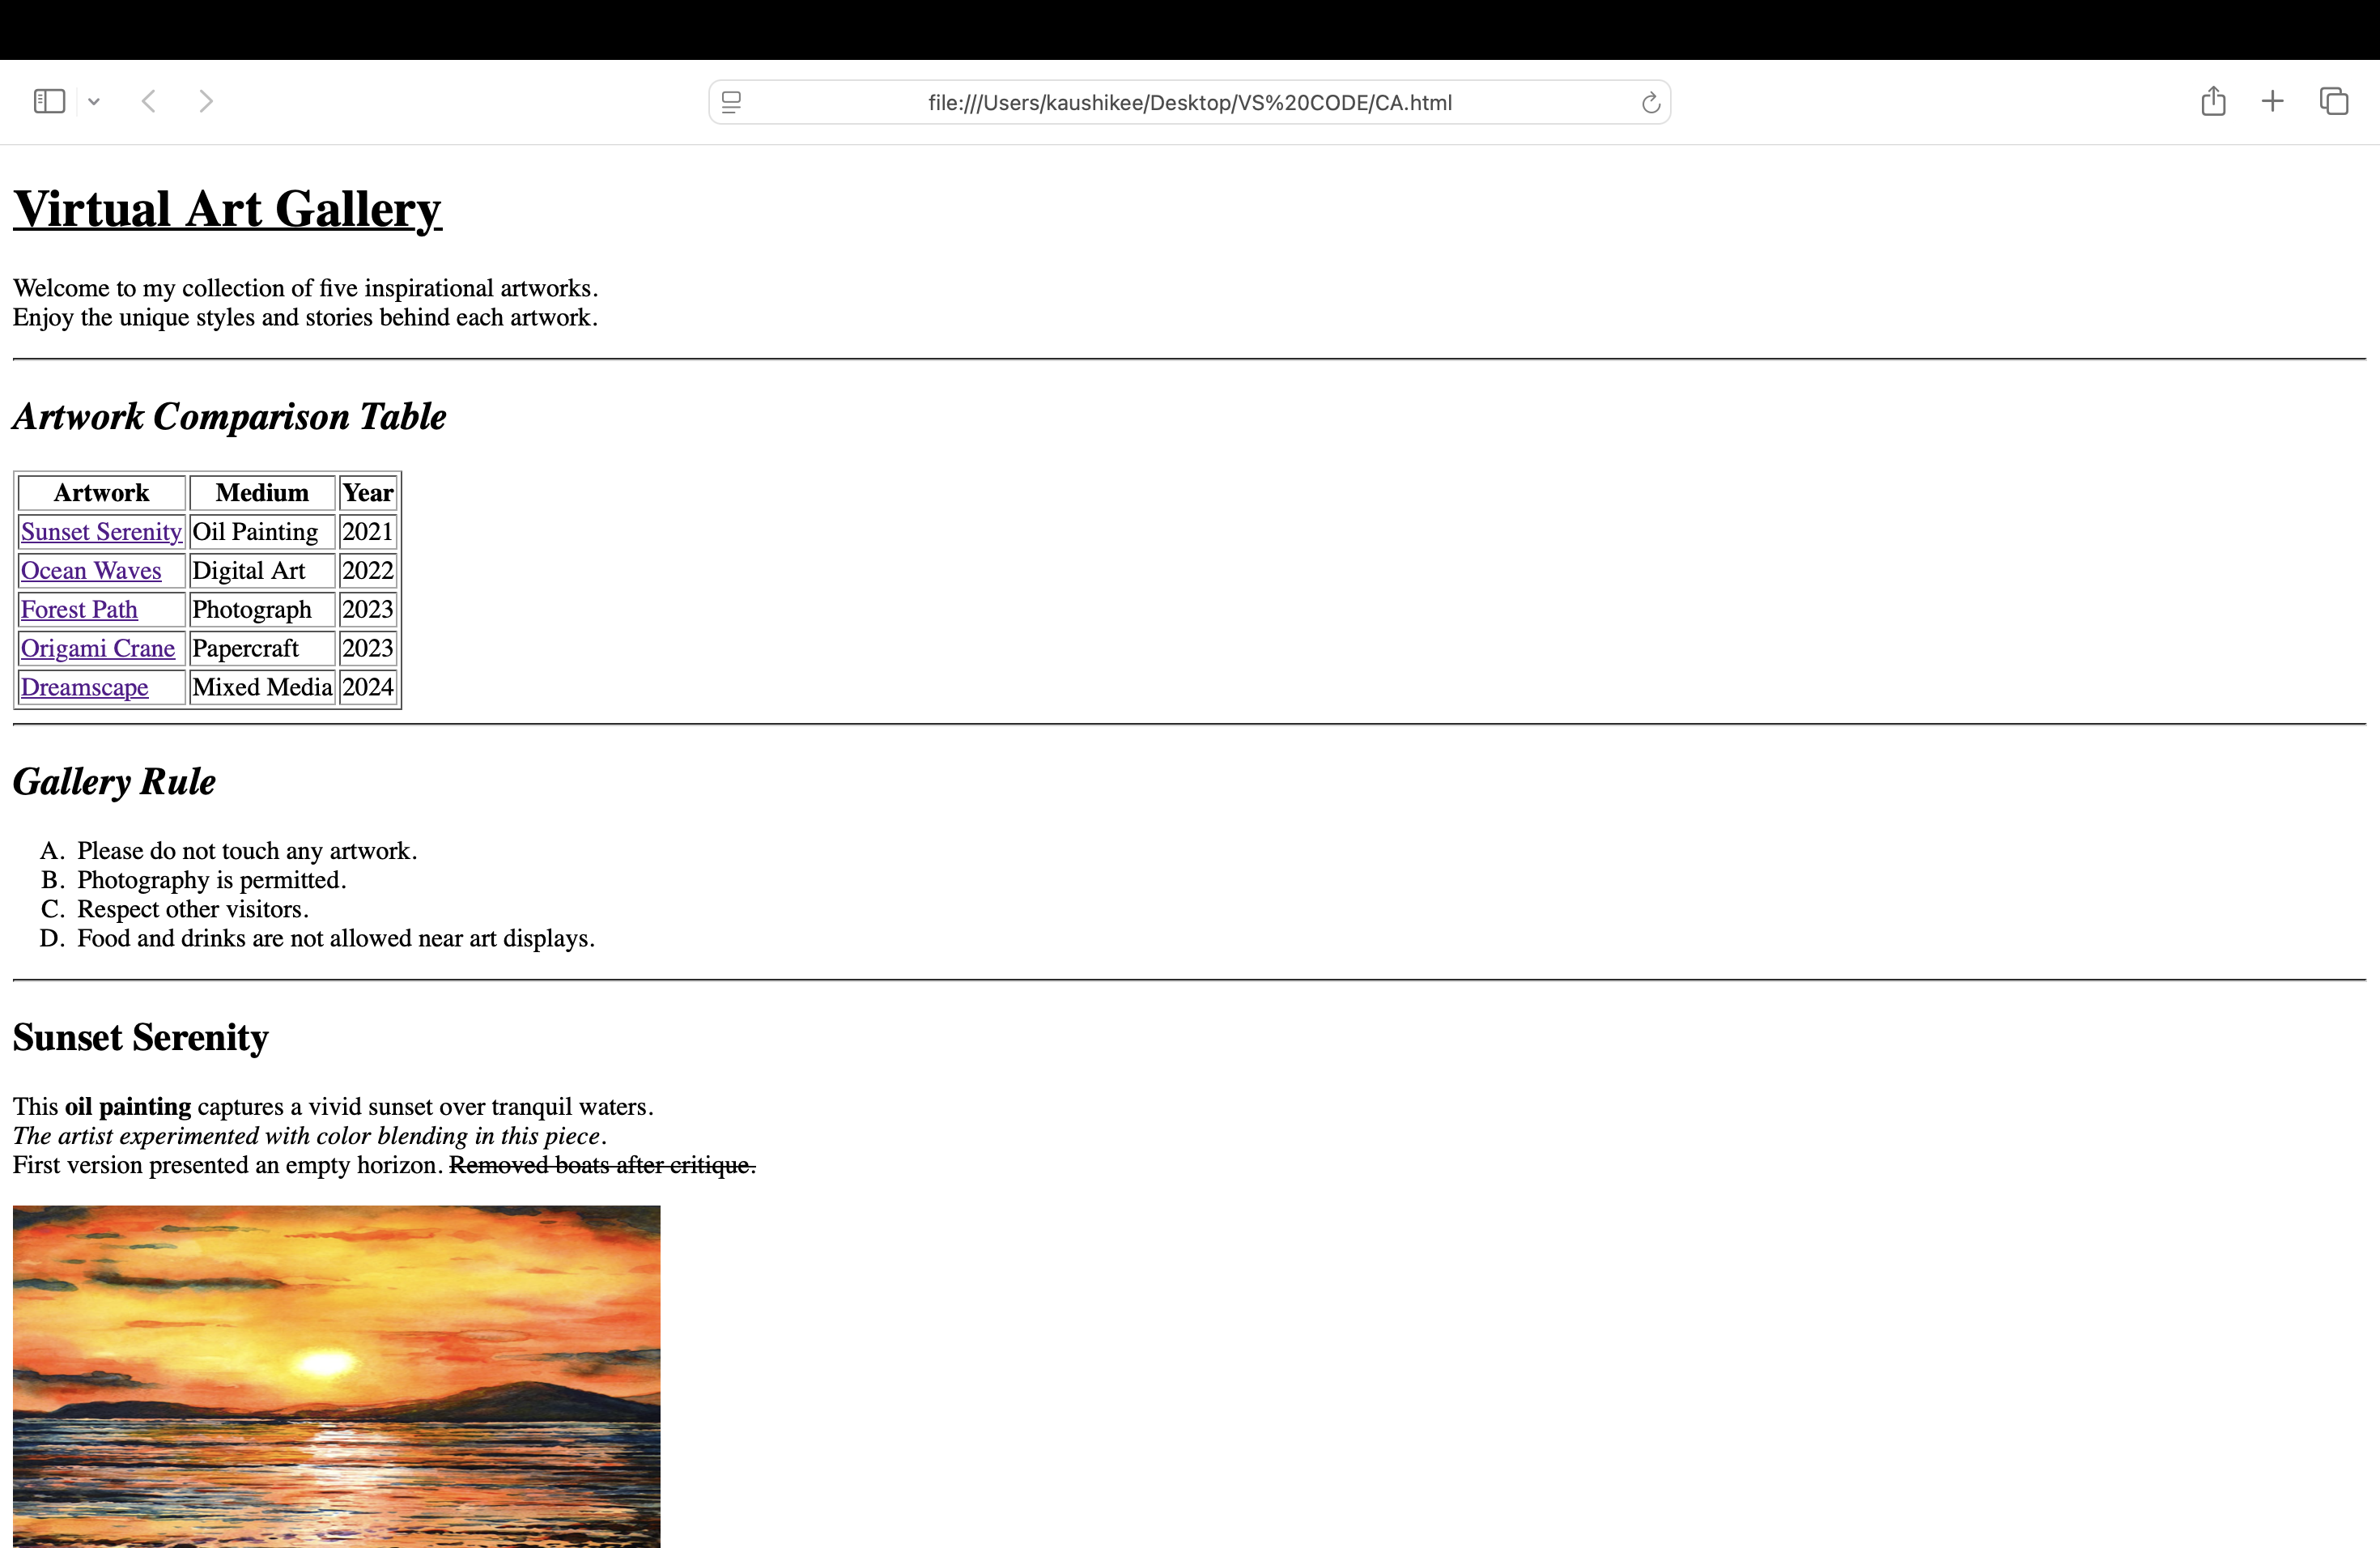 file:///Users/kaushikee/Desktop/VS%20CODE/CA.html
Virtual Art Gallery
Welcome to my collection of five inspirational artworks.
Enjoy the unique styles and stories behind each artwork.
Artwork Comparison Table
Artwork Medium Year
Sunset Serenity Oil Painting 2021
Ocean Waves Digital Art 2022
Forest Path Photograph 2023
Origami Crane Papercraft 2023
Dreamscape Mixed Media 2024
Gallery Rule
A. Please do not touch any artwork.
B. Photography is permitted.
C. Respect other visitors.
D. Food and drinks are not allowed near art displays.
Sunset Serenity
This oil painting captures a vivid sunset over tranquil waters.
The artist experimented with color blending in this piece.
First version presented an empty horizon. Removed boats after critique.